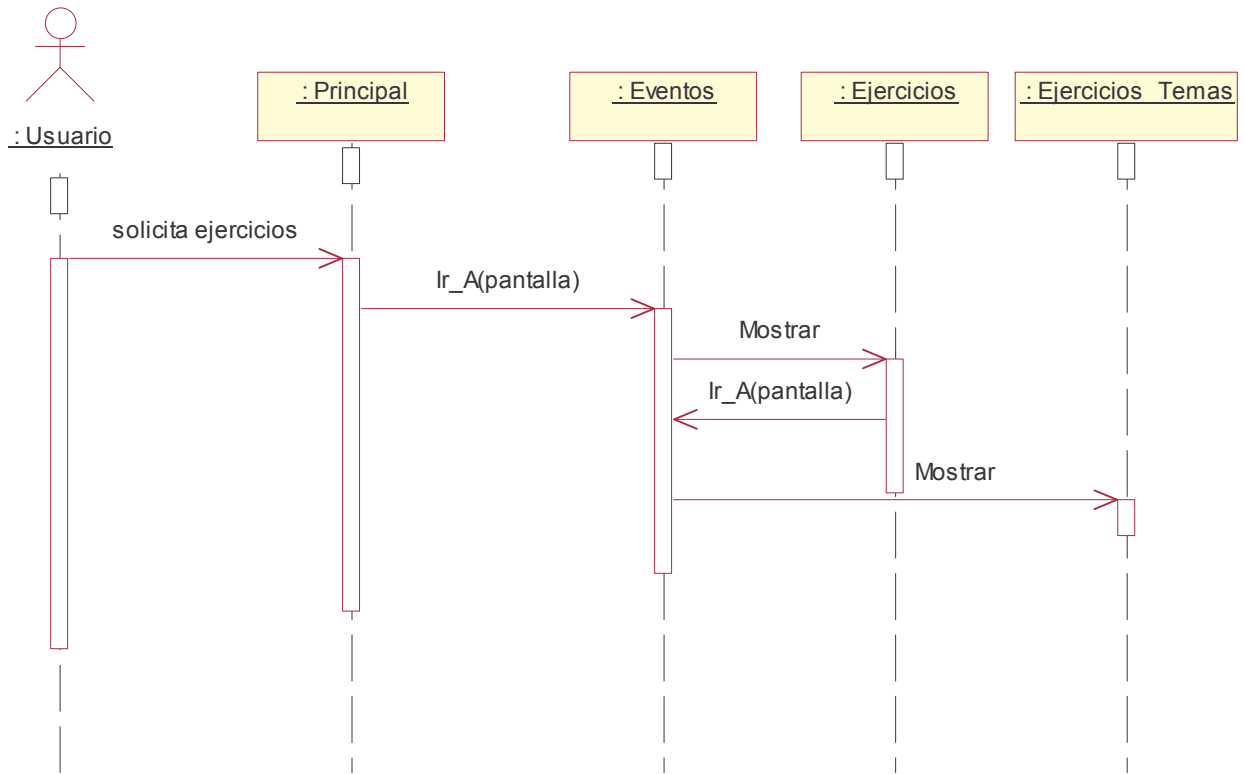 : Usuario
: Principal
: Eventos
: Ejercicios
: Ejercicios_Temas
solicita ejercicios
Ir_A(pantalla)
Mostrar
Ir_A(pantalla)
Mostrar